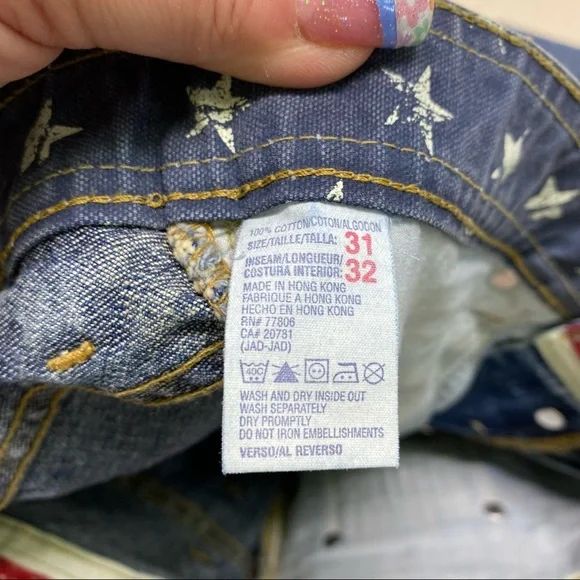 100% COTTON/COTON/ALGODON
SIZE/TAILLE/TALLA: 31
INSEAM/LONGUEUR/
COSTURA INTERIOR: 32
MADE IN HONG KONG
FABRIQUE A HONG KONG
HECHO EN HONG KONG
RN# 77806
CA# 20781
(JAD-JAD)
40C
WASH AND DRY INSIDE OUT
WASH SEPARATELY
DRY PROMPTLY
DO NOT IRON EMBELLISHMENTS
VERSO/AL REVERSO